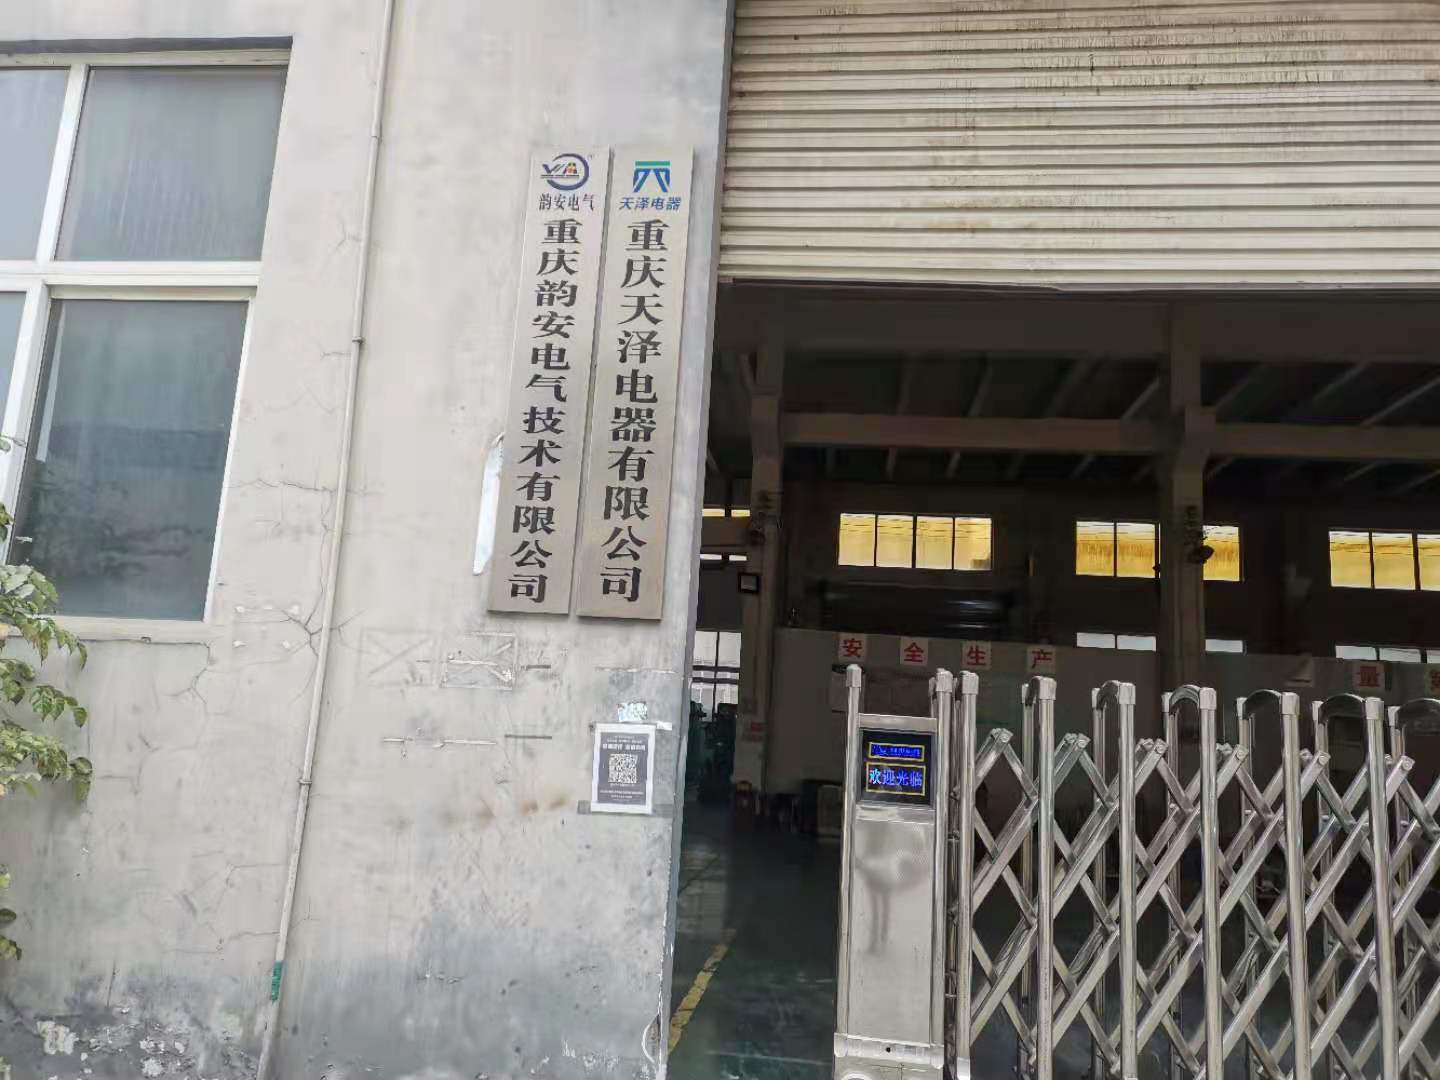 韵安电气
重庆韵安电气技术有限公司
天泽电器
重庆天泽电器有限公司
安全生产
量
欢迎光临